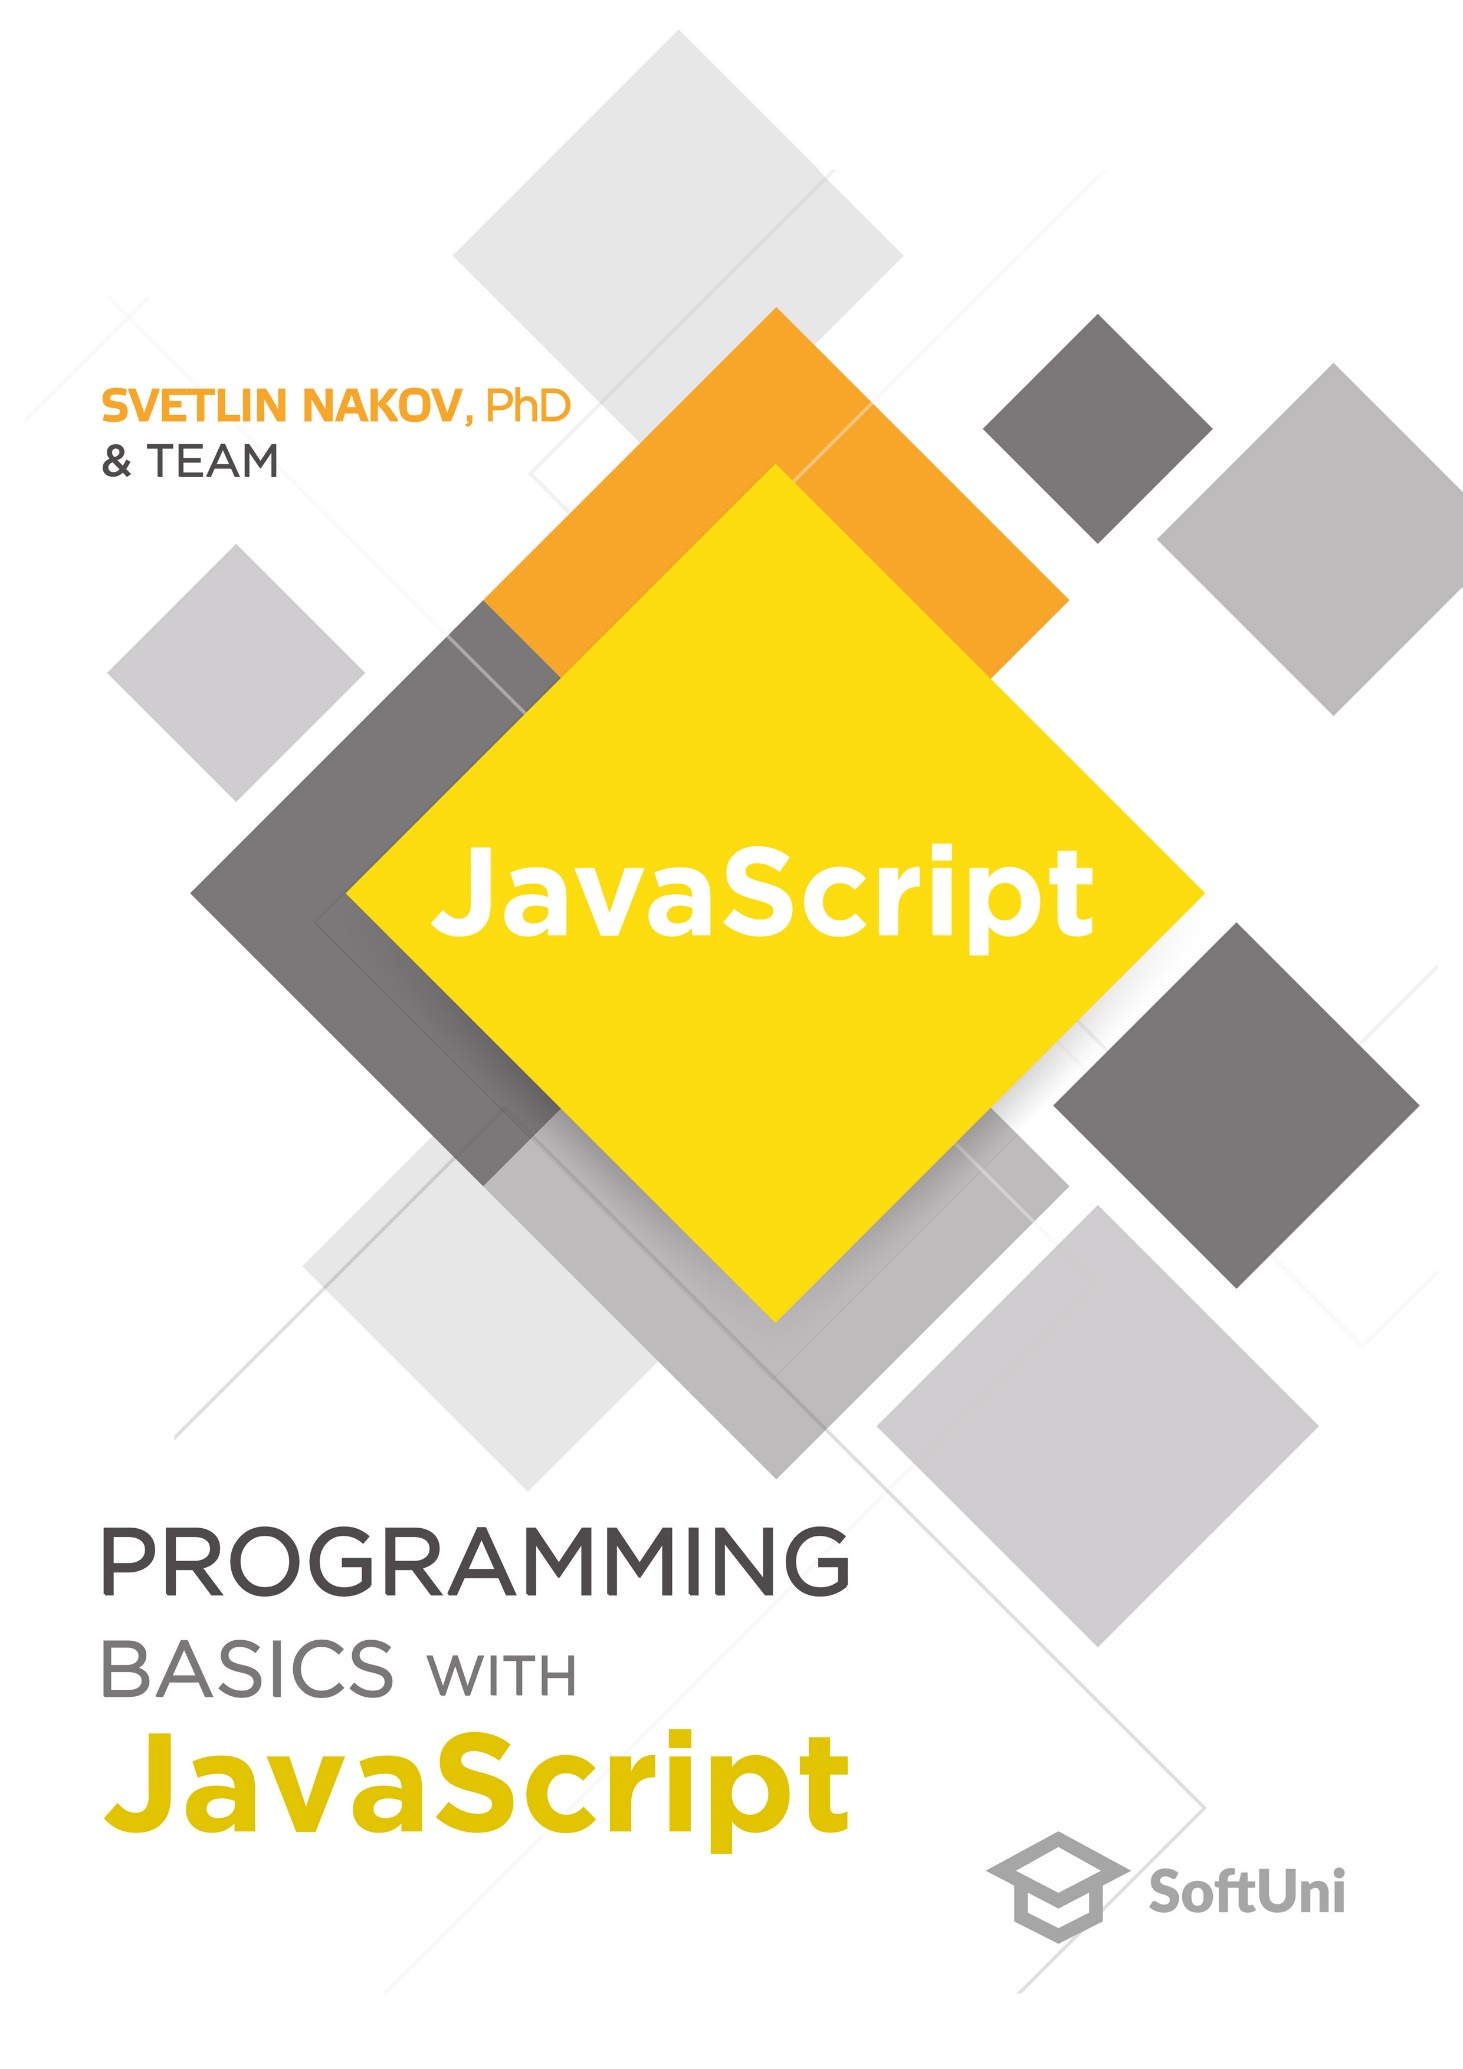 SVETLIN NAKOV, PhD
& TEAM
JavaScript
PROGRAMMING
BASICS WITH
JavaScript
SoftUni